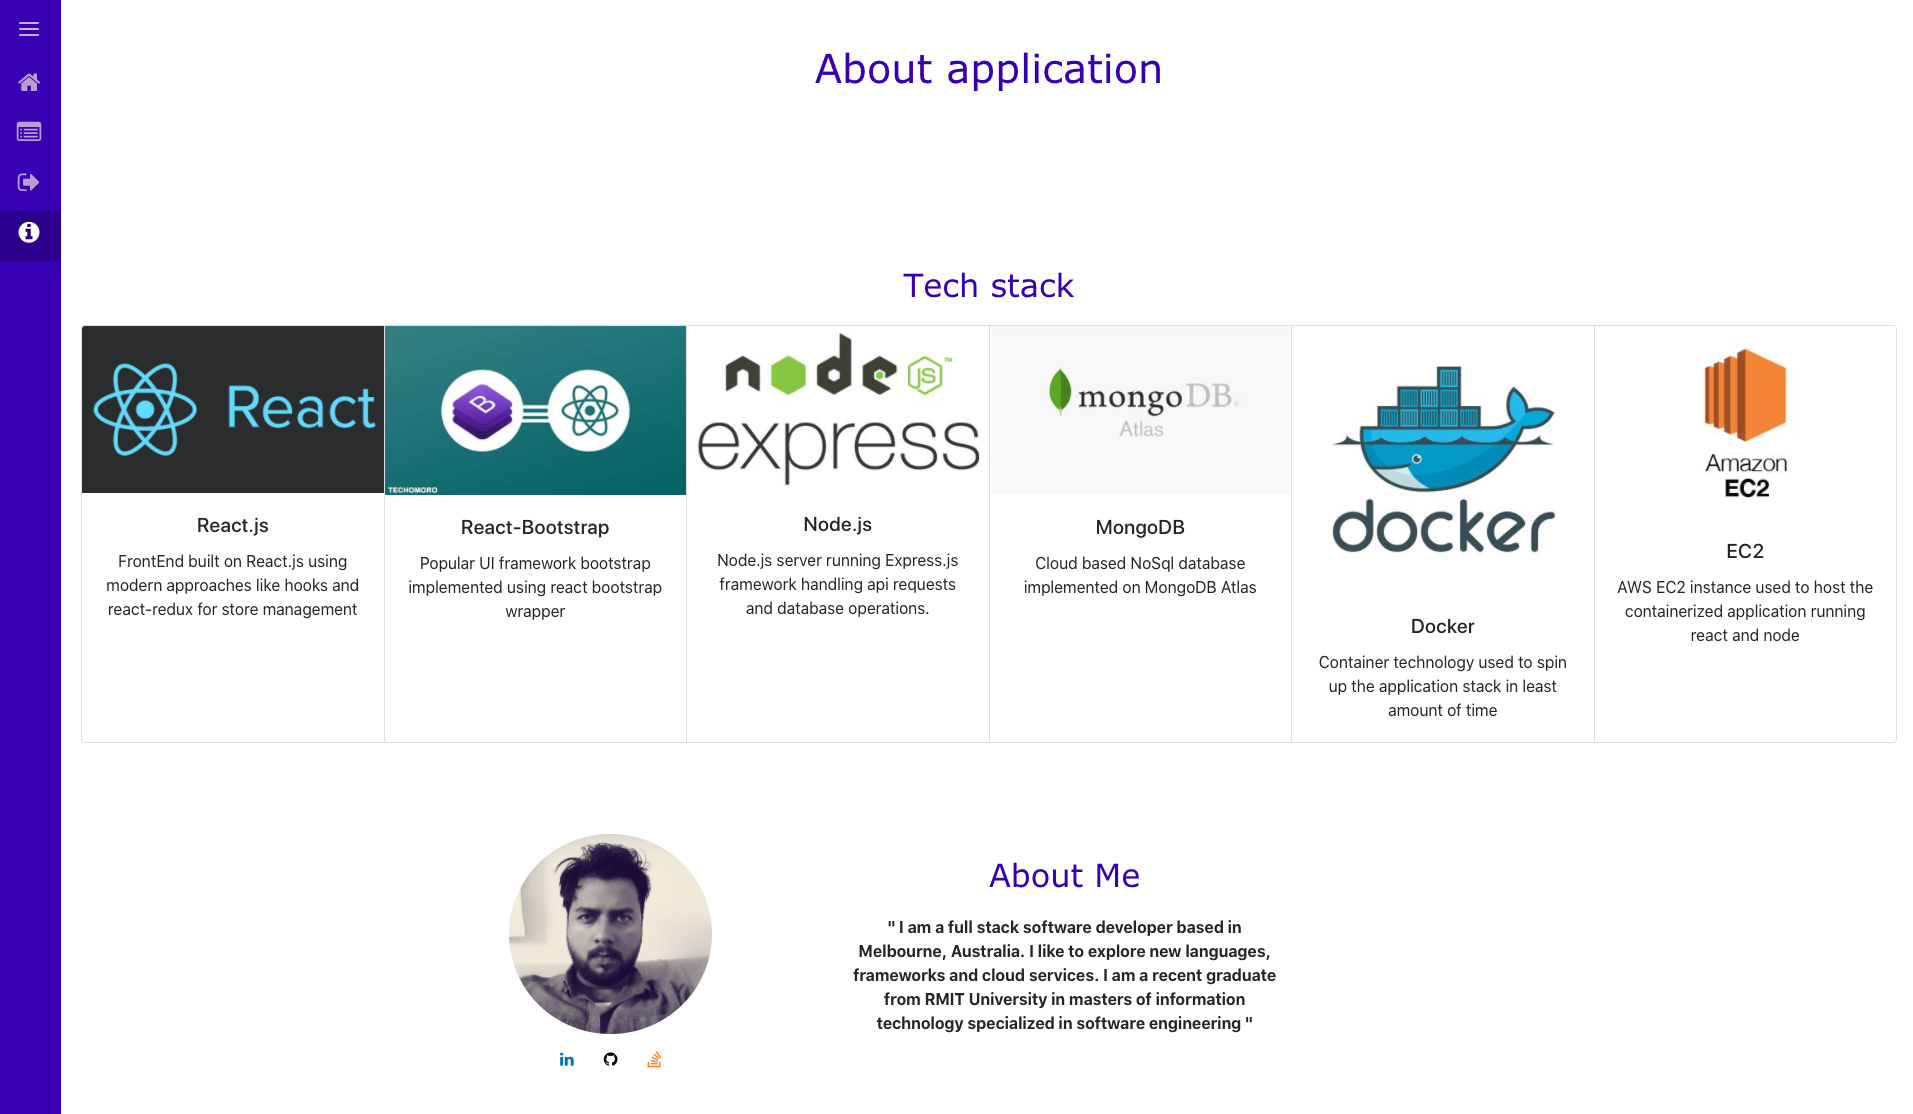 About application
Tech stack
React
TECHOMORO
React.js
FrontEnd built on React.js using
modern approaches like hooks and
react-redux for store management
B
React-Bootstrap
Popular UI framework bootstrap
implemented using react bootstrap
wrapper
node
JS
™
express
Node.js
Node.js server running Express.js
framework handling api requests
and database operations.
mongoDB.
Atlas
MongoDB
Cloud based NoSql database
implemented on MongoDB Atlas
docker
Docker
Container technology used to spin
up the application stack in least
amount of time
Amazon
EC2
EC2
AWS EC2 instance used to host the
containerized application running
react and node
About Me
" I am a full stack software developer based in
Melbourne, Australia. I like to explore new languages,
frameworks and cloud services. I am a recent graduate
from RMIT University in masters of information
technology specialized in software engineering "
in